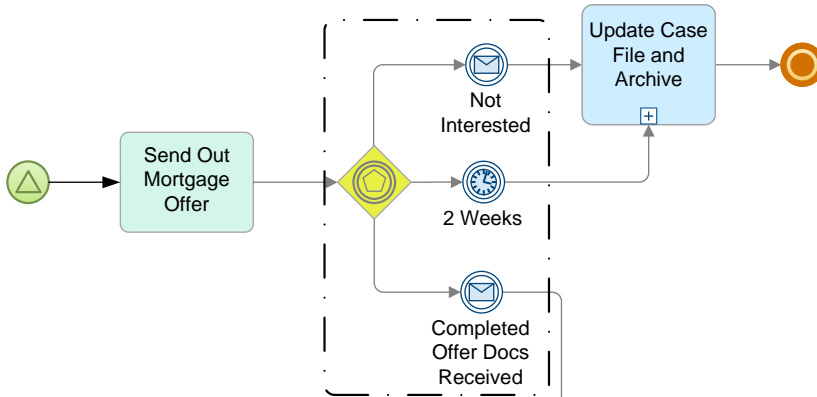 Update Case
File and
Archive
Not
Interested
Send Out
Mortgage
Offer
2 Weeks
Completed
Offer Docs
Received